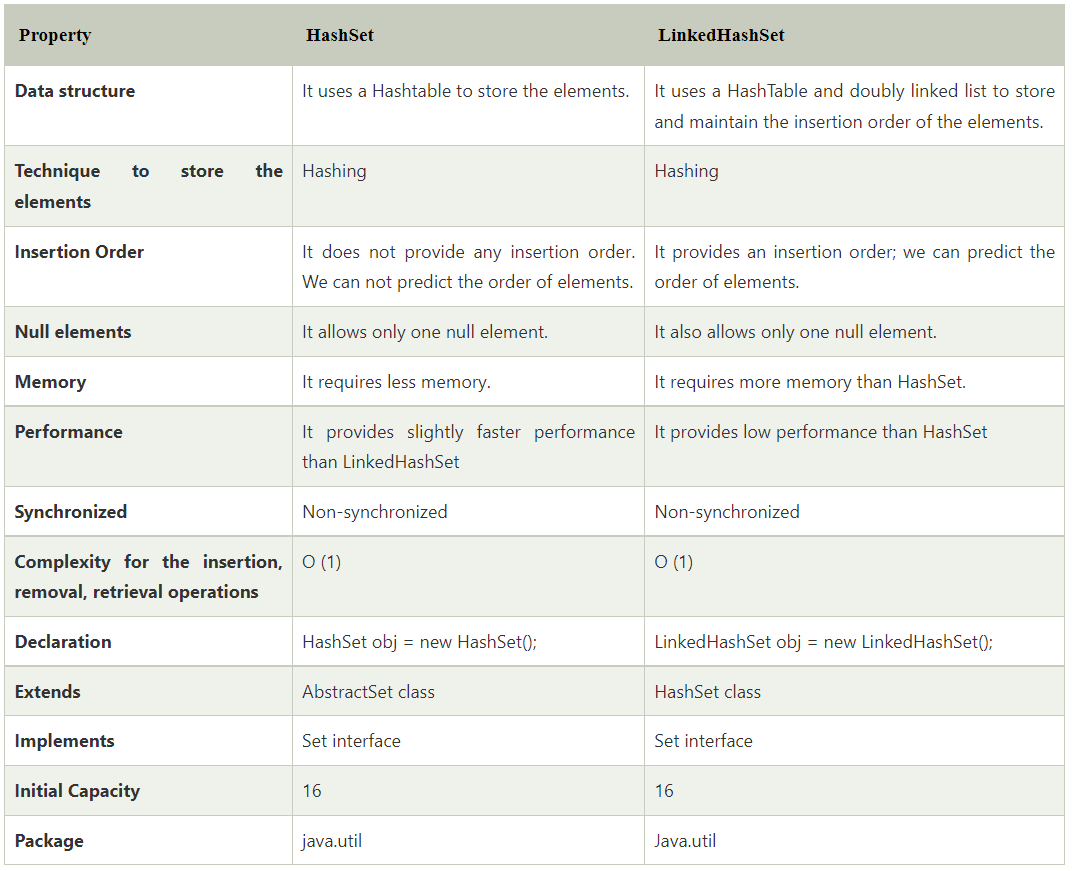 Property HashSet LinkedHashSet
Data structure It uses a Hashtable to store the elements. It uses a HashTable and doubly linked list to store
and maintain the insertion order of the elements.
Technique to store the Hashing Hashing
elements
Insertion Order It does not provide any insertion order. It provides an insertion order; we can predict the
We can not predict the order of elements. order of elements.
Null elements It allows only one null element. It also allows only one null element.
Memory It requires less memory. It requires more memory than HashSet.
Performance It provides slightly faster performance It provides low performance than HashSet
than LinkedHashSet
Synchronized Non-synchronized Non-synchronized
Complexity for the insertion, O (1) O (1)
removal, retrieval operations
Declaration HashSet obj = new HashSet(); LinkedHashSet obj = new LinkedHashSet();
Extends AbstractSet class HashSet class
Implements Set interface Set interface
Initial Capacity 16 16
Package java.util Java.util